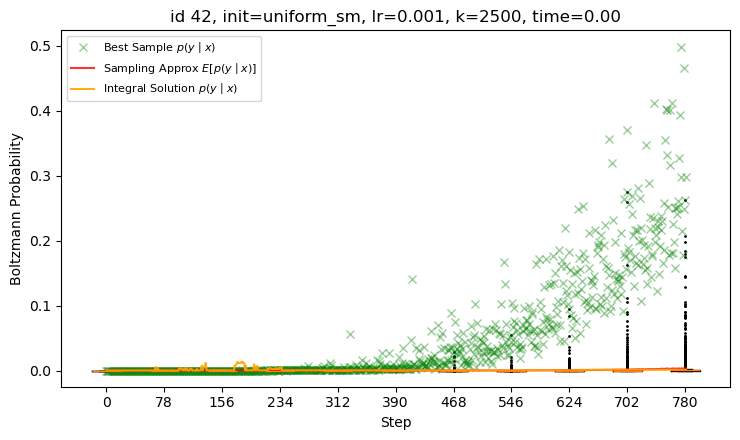 id 42, init=uniform_sm, lr=0.001, k=2500, time=0.00
Best Sample p(y | x)
Sampling Approx E[p(y | x)]
Integral Solution p(y | x)
Boltzmann Probability
0.5
0.4
0.3
0.2
0.1
0.0
0 78 156 234 312 390 468 546 624 702 780
Step